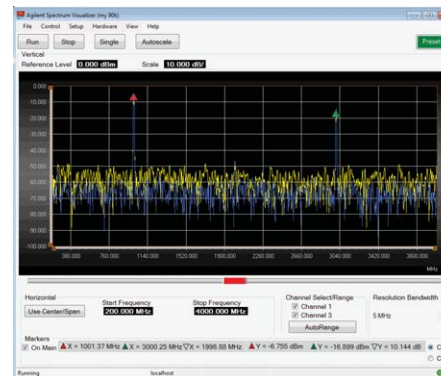 Agilent Spectrum Visualizer (my 90k)
File Control Setup Hardware View Help
Run Stop Single Autoscale Preset
Vertical
Reference Level 0.000 dBm Scale 10.000 dB/
0.000
-10.000
-20.000
-30.000
-40.000
-50.000
-60.000
-70.000
-80.000
-90.000
-100.000
380.000 760.000 1140.000 1520.000 1900.000 2280.000 2660.000 3040.000 3420.000 3800.000
MHz
Horizontal
Use Center/Span
Start Frequency
200.000 MHz
Stop Frequency
4000.000 MHz
Channel Select/Range
Channel 1
Channel 3
AutoRange
Resolution Bandwidth
5 MHz
Markers
On Main X = 1001.37 MHz X = 3000.25 MHz X = 1998.88 MHz Y = -6.755 dBm Y = -16.899 dBm Y = 10.144 dB
Running localhost